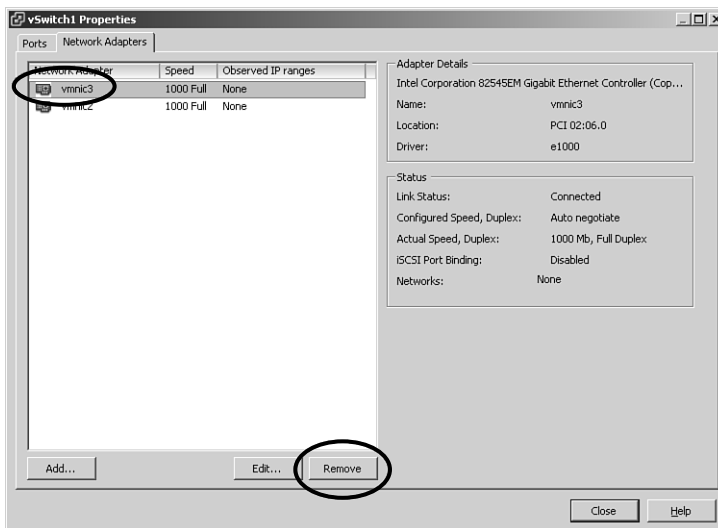 vSwitch1 Properties
Ports Network Adapters
Network Adapter Speed Observed IP ranges
vmnic3 1000 Full None
vmnic2 1000 Full None
Adapter Details
Intel Corporation 82545EM Gigabit Ethernet Controller (Cop...
Name: vmnic3
Location: PCI 02:06.0
Driver: e1000
Status
Link Status: Connected
Configured Speed, Duplex: Auto negotiate
Actual Speed, Duplex: 1000 Mb, Full Duplex
iSCSI Port Binding: Disabled
Networks: None
Add... Edit... Remove
Close Help